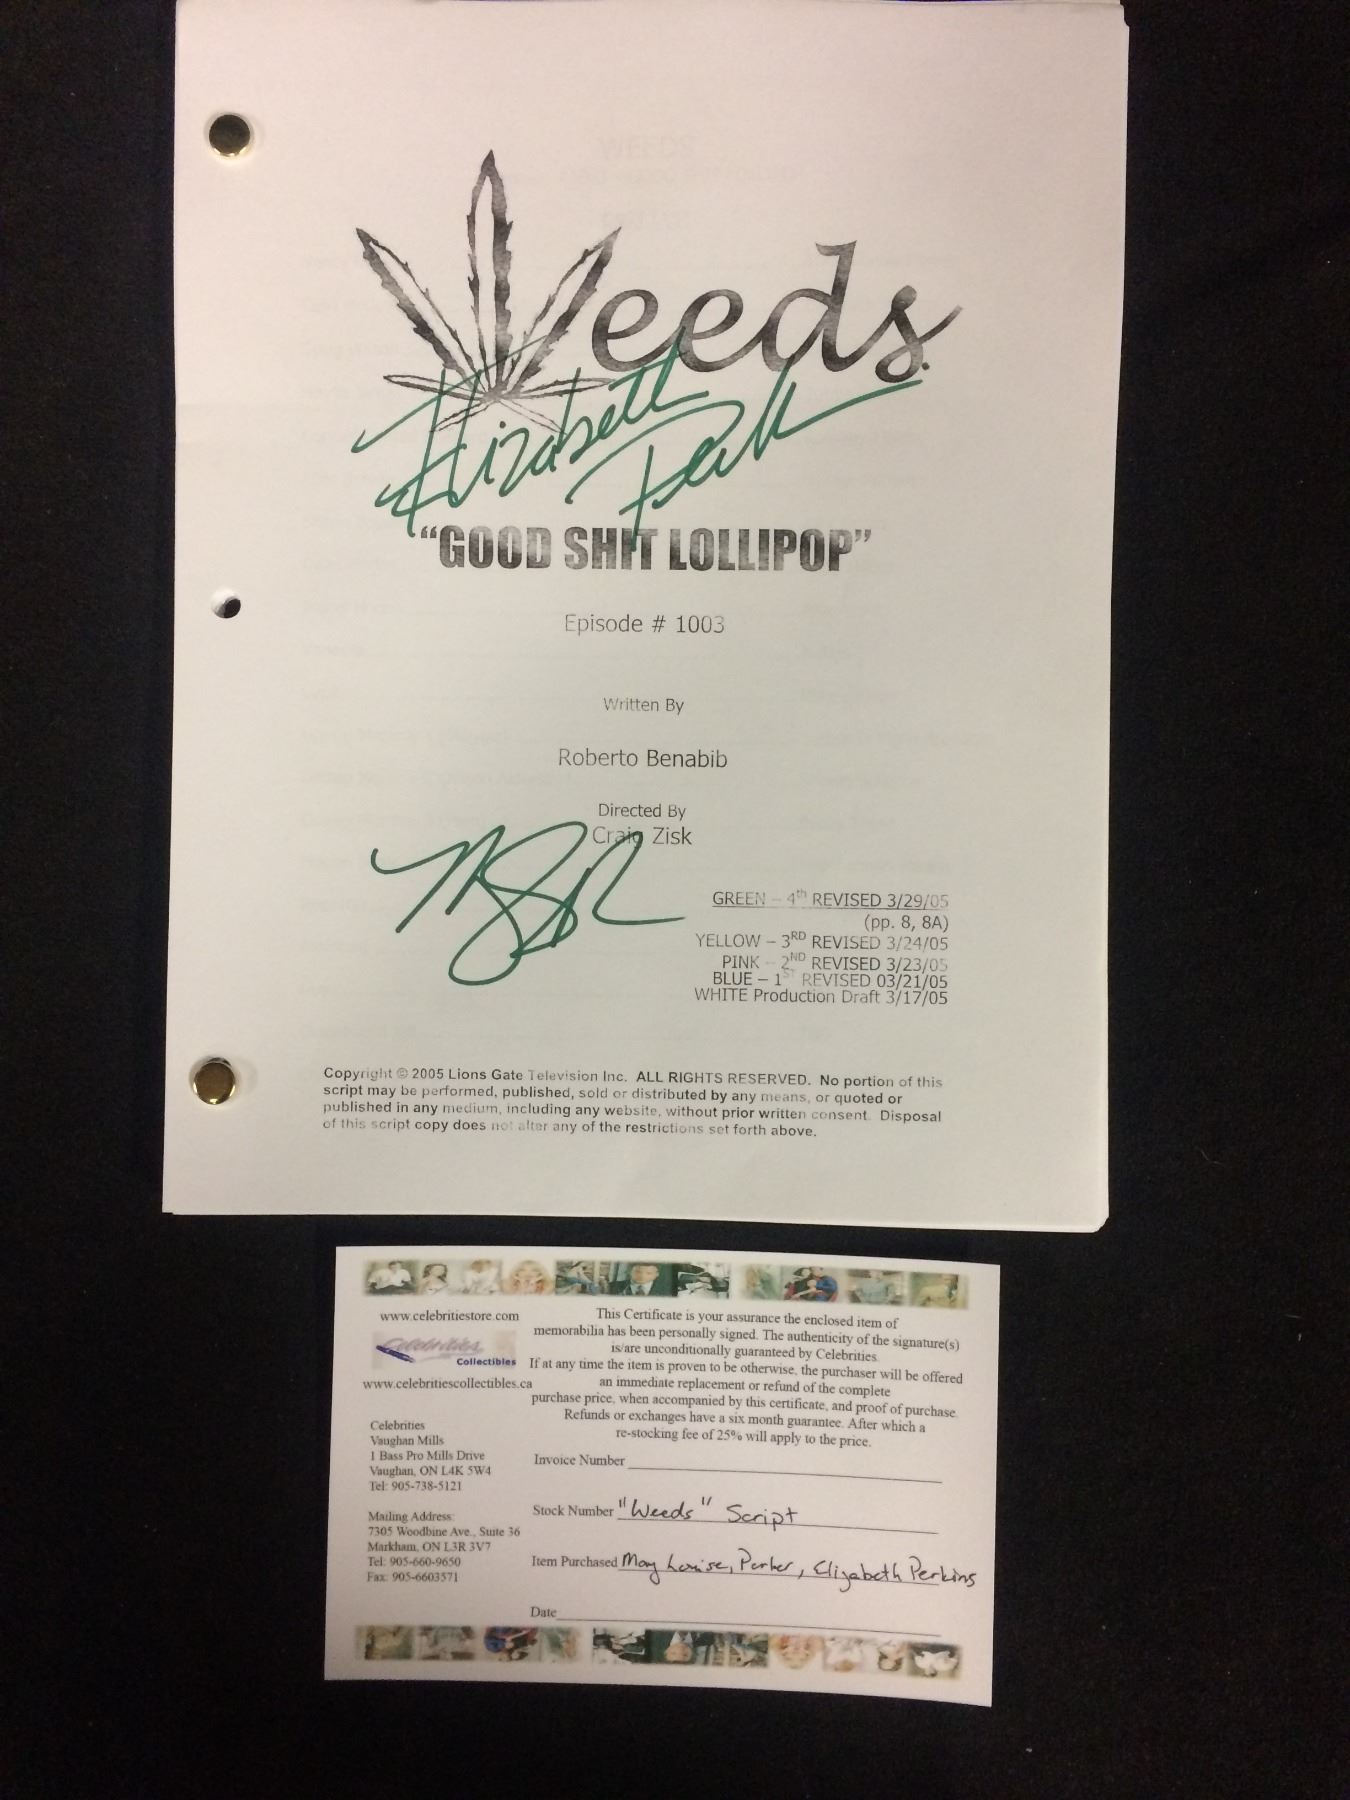 Weeds
Elizabeth Perk
"GOOD SHIT LOLLIPOP"
Episode # 1003
Written By
Roberto Benabib
Directed By
Craig Zisk
GREEN – 4th REVISED 3/29/05
(pp. 8, 8A)
YELLOW – 3RD REVISED 3/24/05
PINK – 2ND REVISED 3/23/05
BLUE – 1ST REVISED 03/21/05
WHITE Production Draft 3/17/05
Copyright © 2005 Lions Gate Television Inc. ALL RIGHTS RESERVED. No portion of this
script may be performed, published, sold or distributed by any means, or quoted or
published in any medium, including any website, without prior written consent. Disposal
of this script copy does not alter any of the restrictions set forth above.
www.celebritiestore.com
Celebrities
Collectibles
www.celebritiescollectibles.ca
Celebrities
Vaughan Mills
1 Bass Pro Mills Drive
Vaughan, ON L4K 5W4
Tel: 905-738-5121
Mailing Address:
7305 Woodbine Ave., Suite 36
Markham, ON L3R 3V7
Tel: 905-660-9650
Fax: 905-6603571
This Certificate is your assurance the enclosed item of
memorabilia has been personally signed. The authenticity of the signature(s)
is/are unconditionally guaranteed by Celebrities.
If at any time the item is proven to be otherwise, the purchaser will be offered
an immediate replacement or refund of the complete
purchase price, when accompanied by this certificate, and proof of purchase.
Refunds or exchanges have a six month guarantee. After which a
re-stocking fee of 25% will apply to the price.
Invoice Number
Stock Number "Weeds" Script
Item Purchased Mary Louise, Parker, Elizabeth Perkins
Date